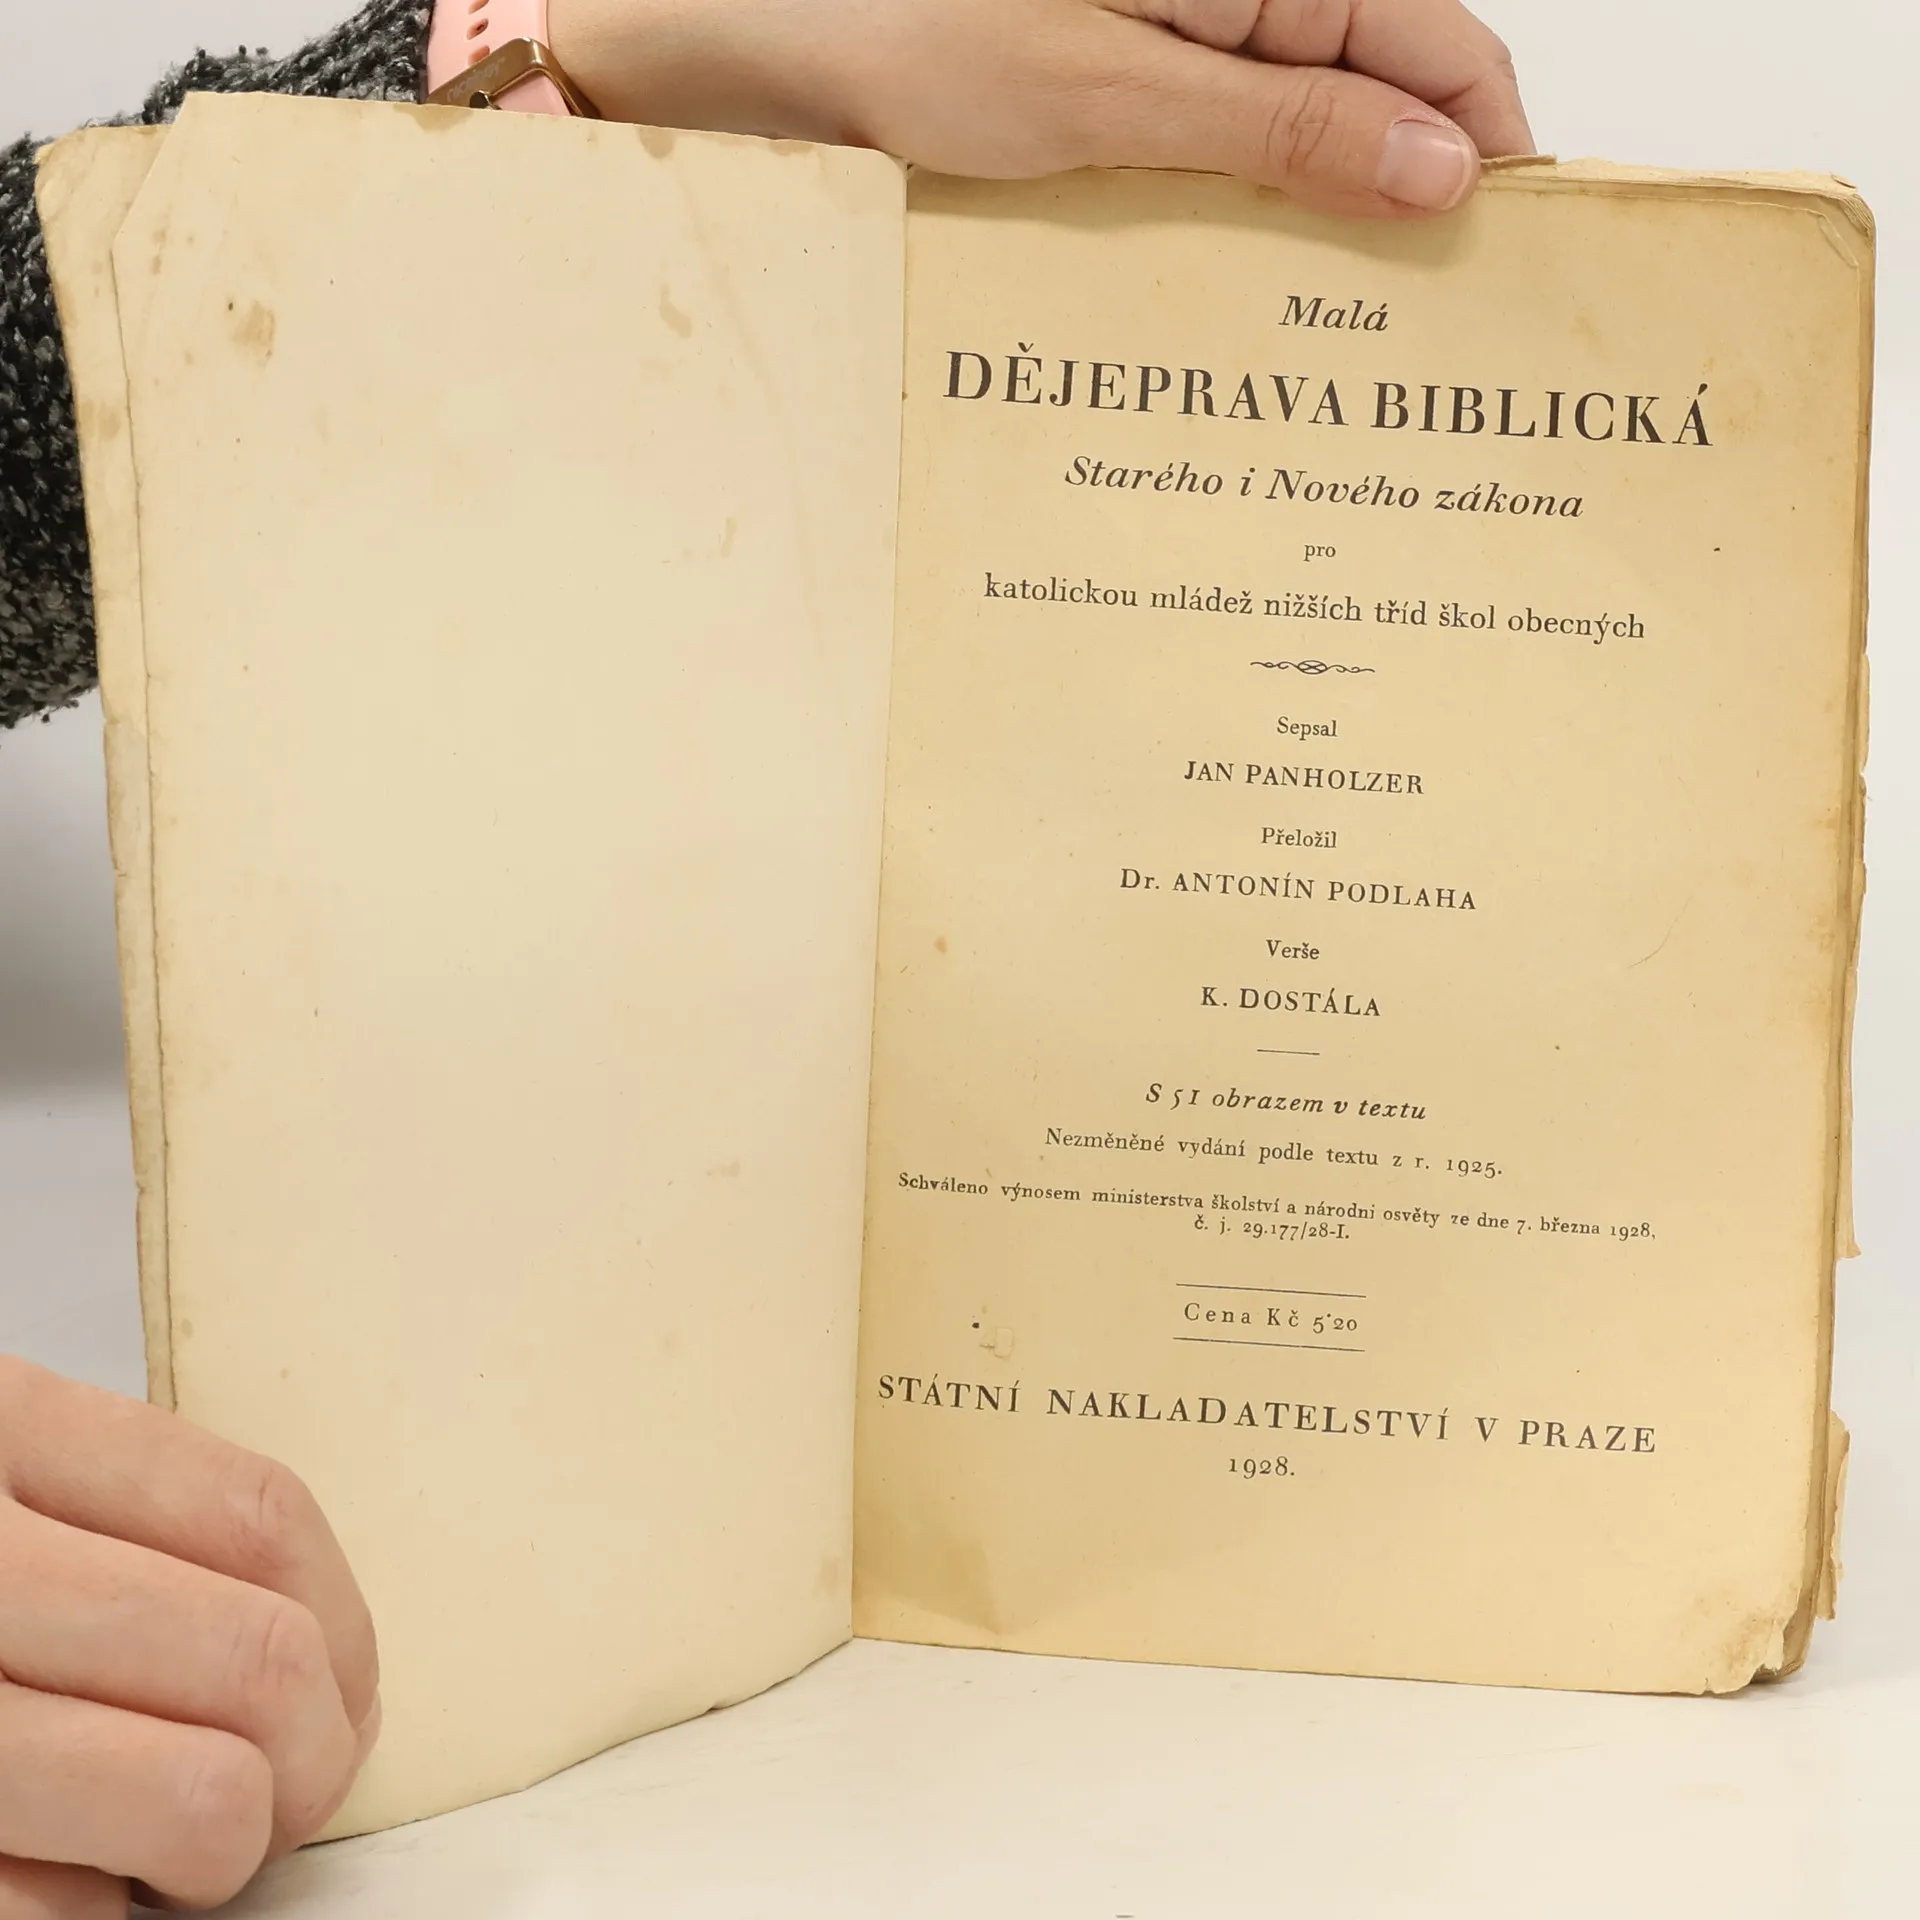 Malá
DĚJEPRAVA BIBLICKÁ
Starého i Nového zákona
pro
katolickou mládež nižších tříd škol obecných
Sepsal
JAN PANHOLZER
Přeložil
Dr. ANTONÍN PODLAHA
Verše
K. DOSTÁLA
S 51 obrazem v textu
Nezměněné vydání podle textu z r. 1925.
Schváleno výnosem ministerstva školství a národni osvěty ze dne 7. března 1928,
č. j. 29.177/28-I.
Cena Kč 5·20
STÁTNÍ NAKLADATELSTVÍ V PRAZE
1928.